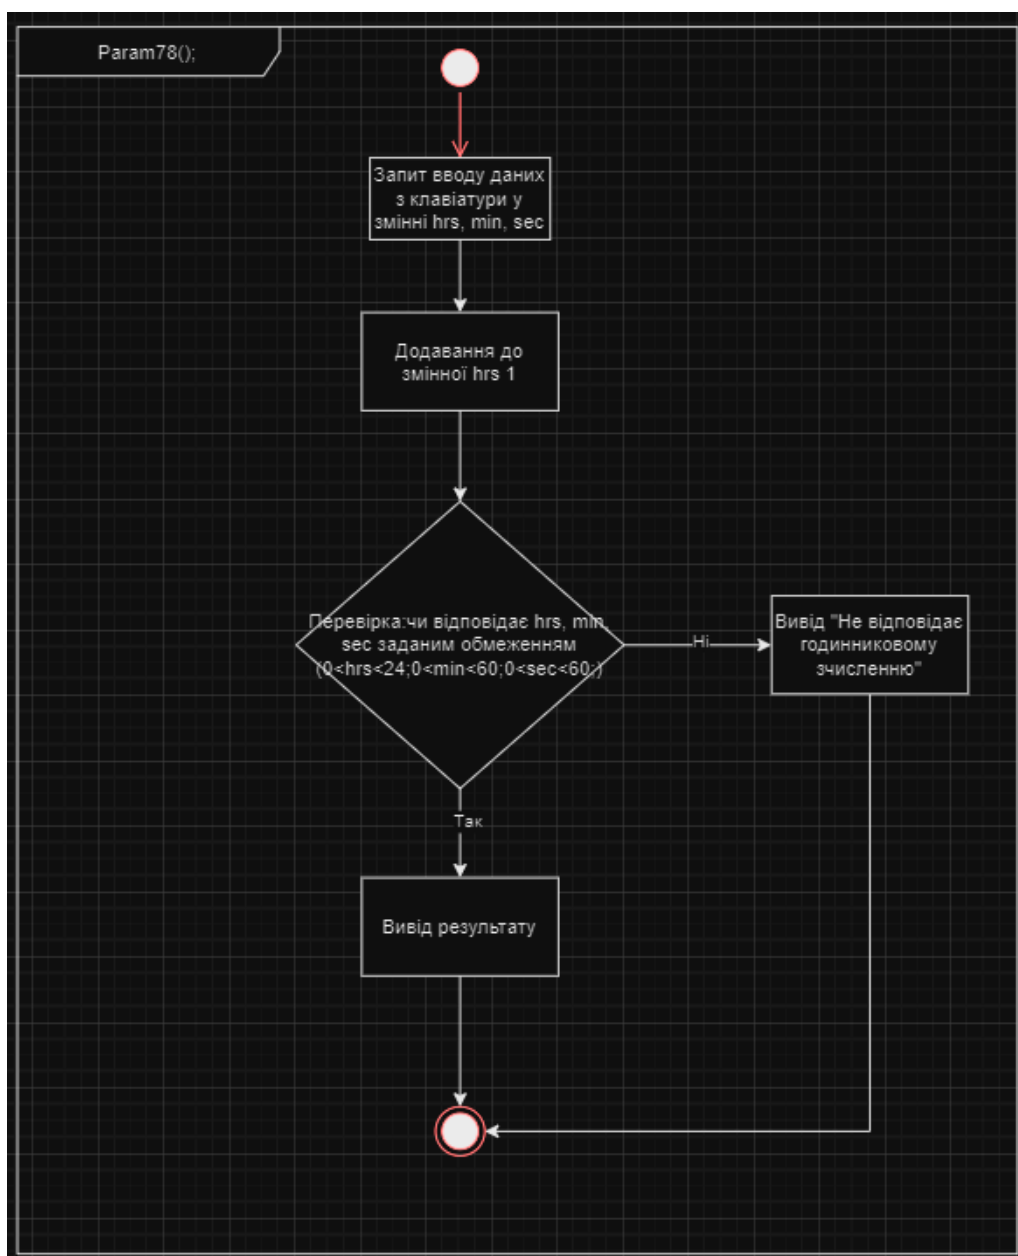 Param78();
Запит вводу даних
з клавіатури у
змінні hrs, min, sec
Додавання до
змінної hrs 1
Перевірка:чи відповідає hrs, min,
sec заданим обмеженням
(0<hrs<24;0<min<60;0<sec<60;)
Ні
Вивід "Не відповідає
годинниковому
зчисленню"
Так
Вивід результату